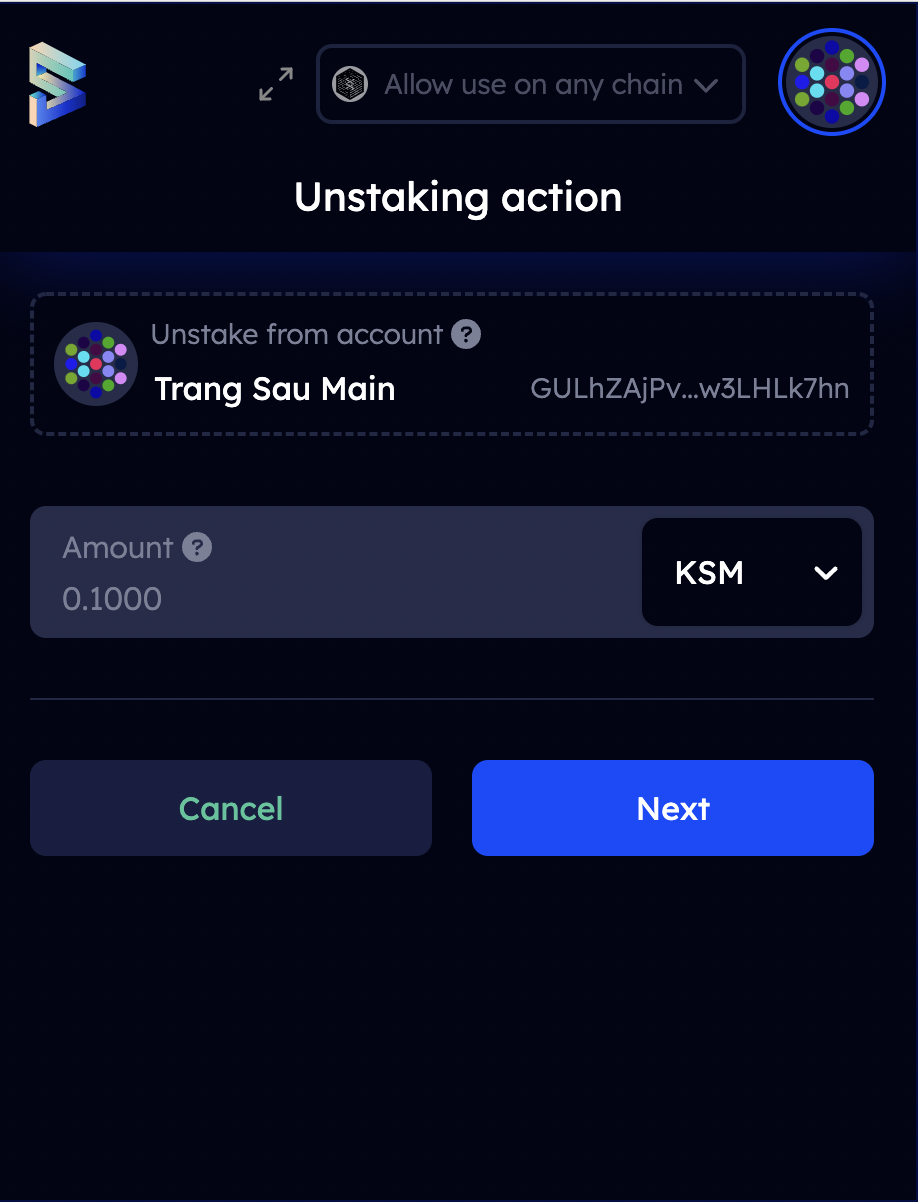 Allow use on any chain
Unstaking action
Unstake from account ?
Trang Sau Main GULhZAjPv...w3LHLk7hn
Amount ?
0.1000
KSM
Cancel
Next